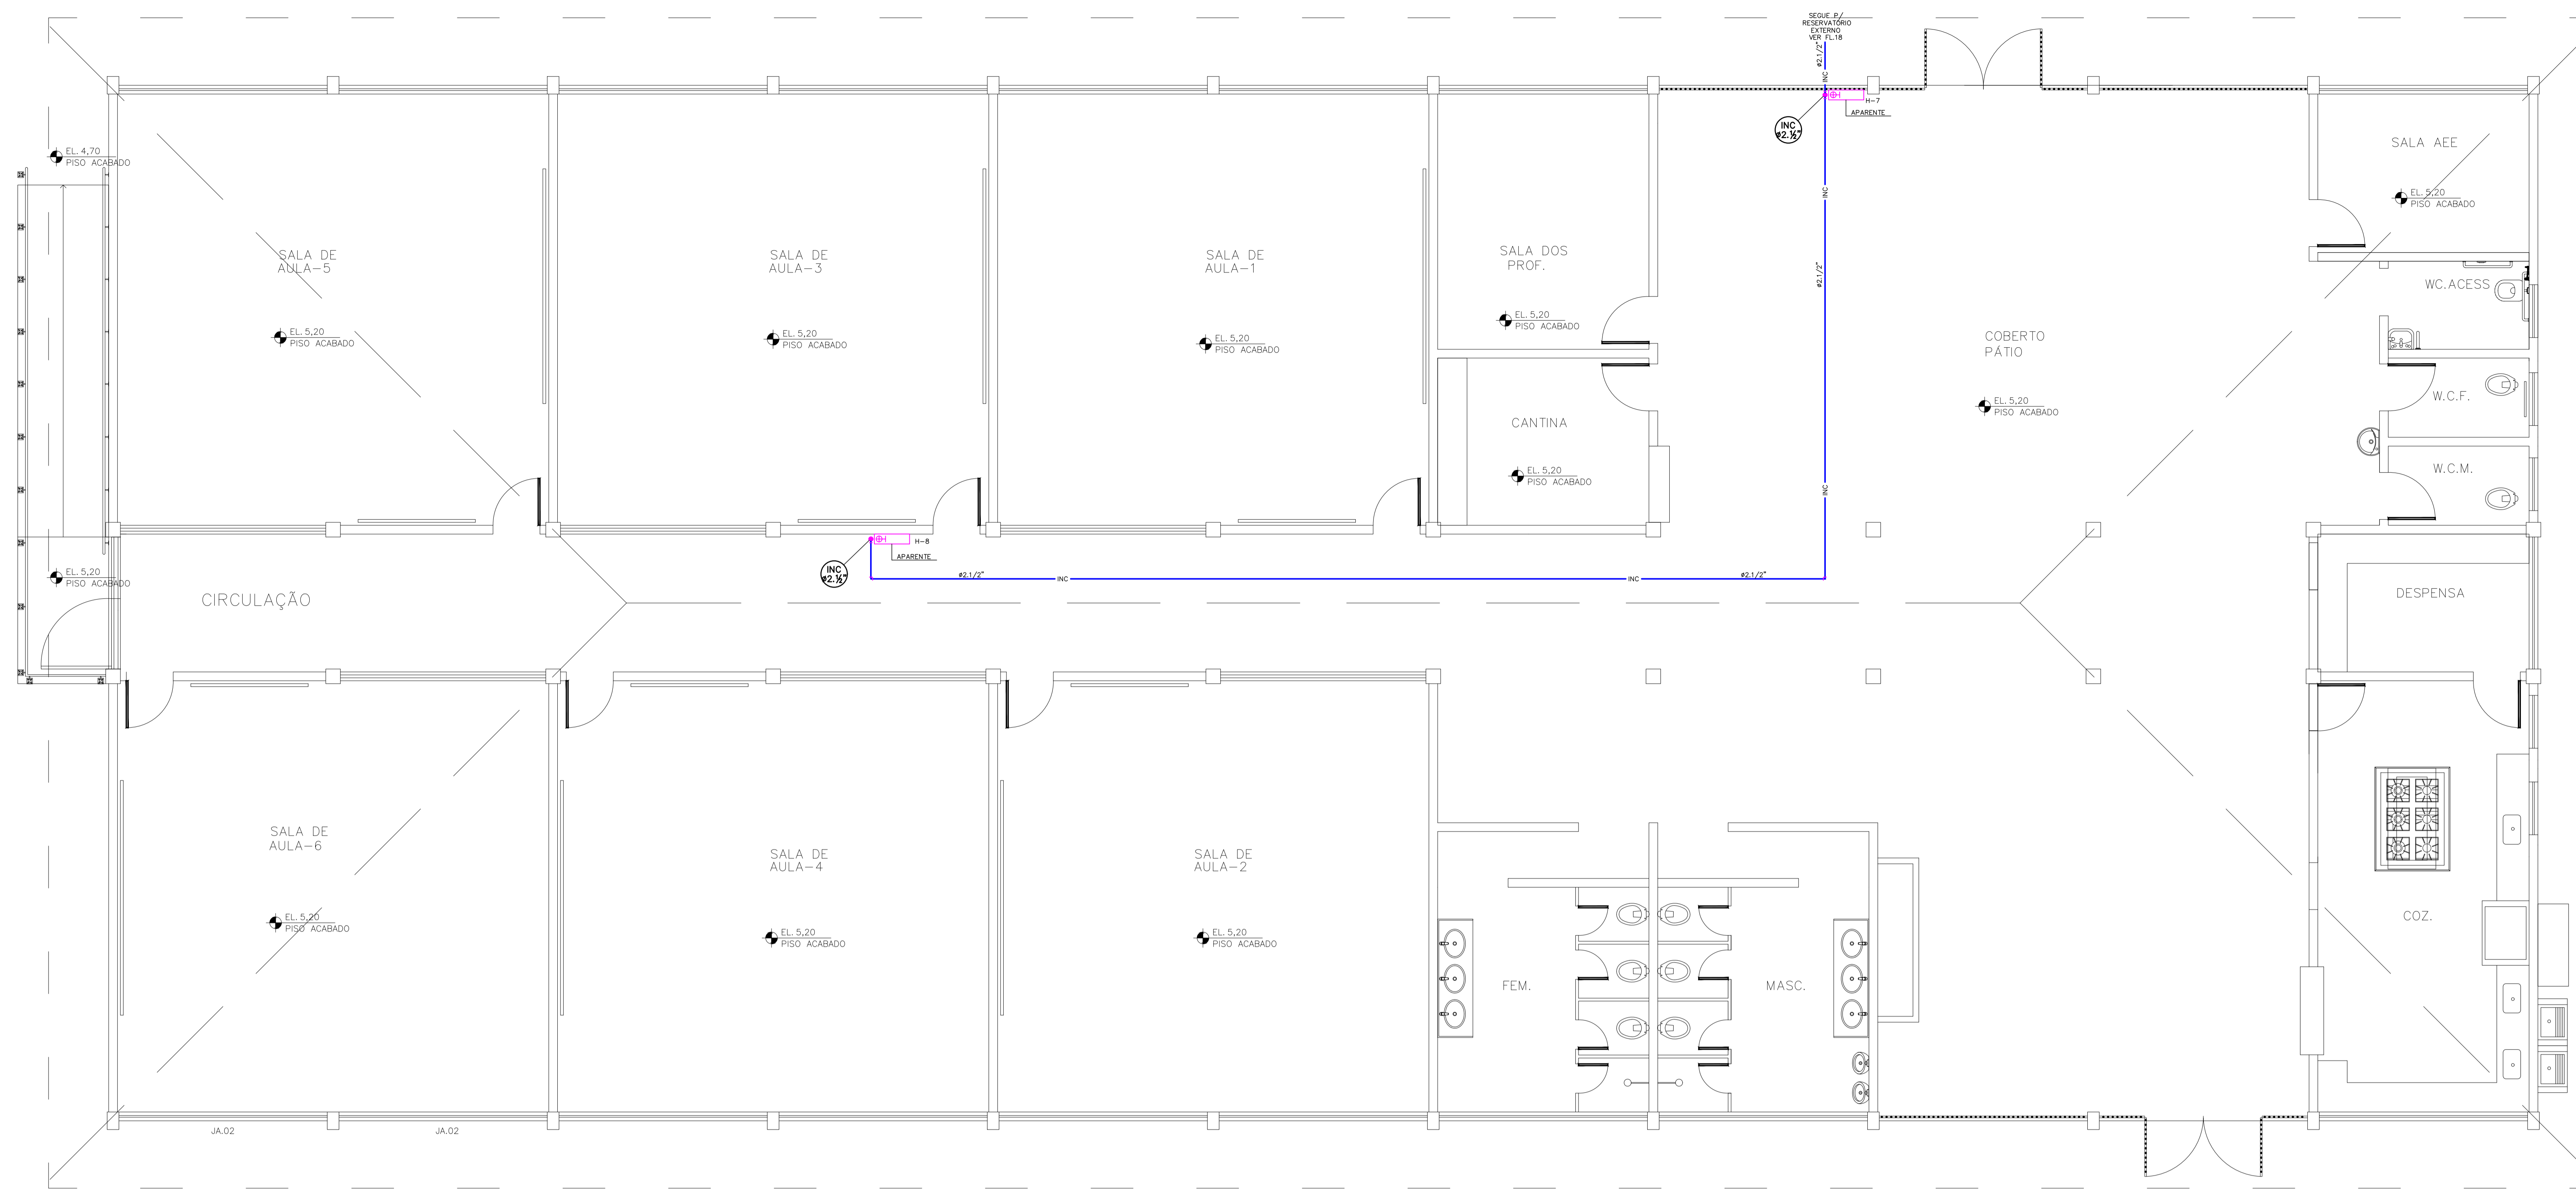 SEGUE P/
RESERVATÓRIO
EXTERNO
VER FL.18
ø2.1/2"
INC
H-7
APARENTE
INC
ø2.½"
EL. 4,70
PISO ACABADO
SALA AEE
EL. 5,20
PISO ACABADO
INC
SALA DE
AULA-5
SALA DE
AULA-3
SALA DE
AULA-1
SALA DOS
PROF.
ø2.1/2"
WC.ACESS
EL. 5,20
PISO ACABADO
EL. 5,20
PISO ACABADO
EL. 5,20
PISO ACABADO
EL. 5,20
PISO ACABADO
COBERTO
PÁTIO
EL. 5,20
PISO ACABADO
W.C.F.
CANTINA
EL. 5,20
PISO ACABADO
INC
W.C.M.
H-8
APARENTE
INC
ø2.½"
ø2.1/2"
INC
INC
ø2.1/2"
EL. 5,20
PISO ACABADO
CIRCULAÇÃO
DESPENSA
SALA DE
AULA-6
SALA DE
AULA-4
SALA DE
AULA-2
EL. 5,20
PISO ACABADO
EL. 5,20
PISO ACABADO
EL. 5,20
PISO ACABADO
COZ.
FEM.
MASC.
JA.02
JA.02